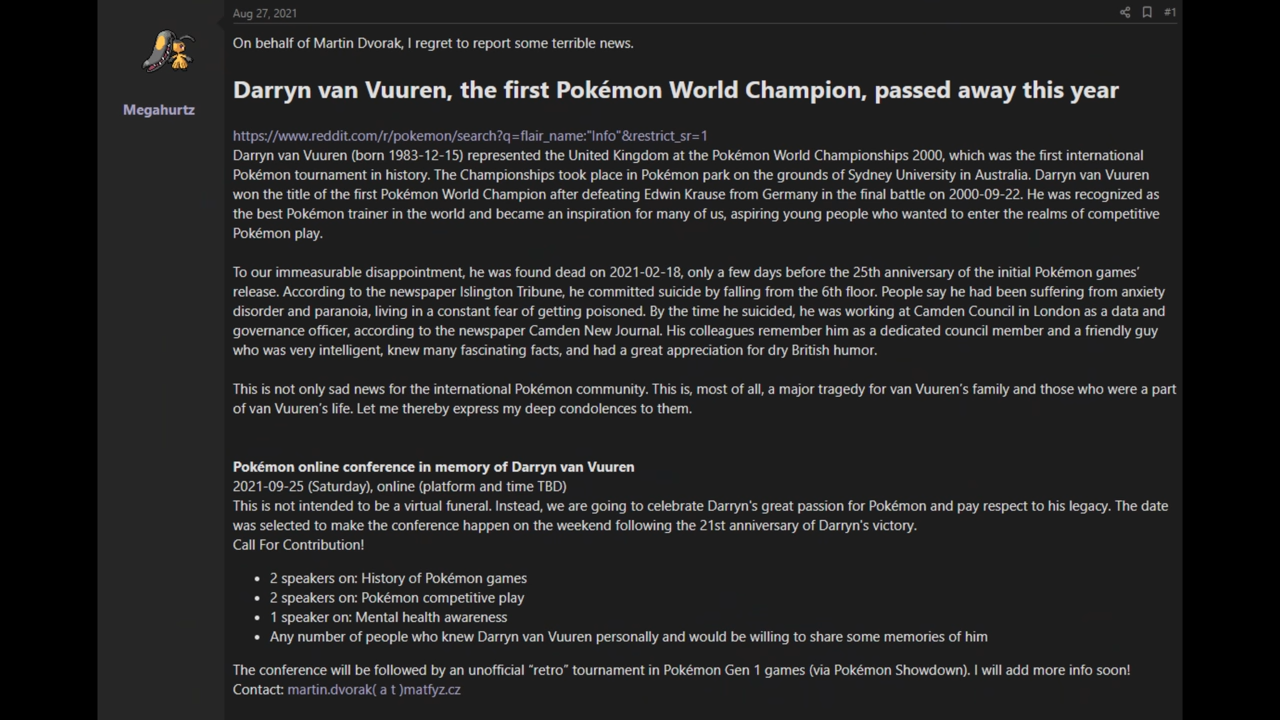 Aug 27, 2021
#1
Megahurtz
On behalf of Martin Dvorak, I regret to report some terrible news.
Darryn van Vuuren, the first Pokémon World Champion, passed away this year
https://www.reddit.com/r/pokemon/search?q=flair_name:"Info"&restrict_sr=1
Darryn van Vuuren (born 1983-12-15) represented the United Kingdom at the Pokémon World Championships 2000, which was the first international
Pokémon tournament in history. The Championships took place in Pokémon park on the grounds of Sydney University in Australia. Darryn van Vuuren
won the title of the first Pokémon World Champion after defeating Edwin Krause from Germany in the final battle on 2000-09-22. He was recognized as
the best Pokémon trainer in the world and became an inspiration for many of us, aspiring young people who wanted to enter the realms of competitive
Pokémon play.
To our immeasurable disappointment, he was found dead on 2021-02-18, only a few days before the 25th anniversary of the initial Pokémon games'
release. According to the newspaper Islington Tribune, he committed suicide by falling from the 6th floor. People say he had been suffering from anxiety
disorder and paranoia, living in a constant fear of getting poisoned. By the time he suicided, he was working at Camden Council in London as a data and
governance officer, according to the newspaper Camden New Journal. His colleagues remember him as a dedicated council member and a friendly guy
who was very intelligent, knew many fascinating facts, and had a great appreciation for dry British humor.
This is not only sad news for the international Pokémon community. This is, most of all, a major tragedy for van Vuuren's family and those who were a part
of van Vuuren's life. Let me thereby express my deep condolences to them.
Pokémon online conference in memory of Darryn van Vuuren
2021-09-25 (Saturday), online (platform and time TBD)
This is not intended to be a virtual funeral. Instead, we are going to celebrate Darryn's great passion for Pokémon and pay respect to his legacy. The date
was selected to make the conference happen on the weekend following the 21st anniversary of Darryn's victory.
Call For Contribution!
• 2 speakers on: History of Pokémon games
• 2 speakers on: Pokémon competitive play
• 1 speaker on: Mental health awareness
• Any number of people who knew Darryn van Vuuren personally and would be willing to share some memories of him
The conference will be followed by an unofficial “retro” tournament in Pokémon Gen 1 games (via Pokémon Showdown). I will add more info soon!
Contact: martin.dvorak( a t )matfyz.cz